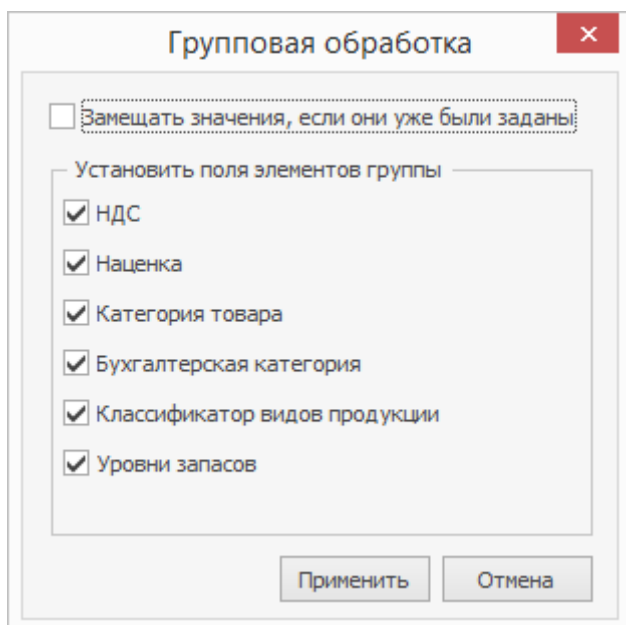 Групповая обработка
Замещать значения, если они уже были заданы
Установить поля элементов группы
НДС
Наценка
Категория товара
Бухгалтерская категория
Классификатор видов продукции
Уровни запасов
Применить
Отмена